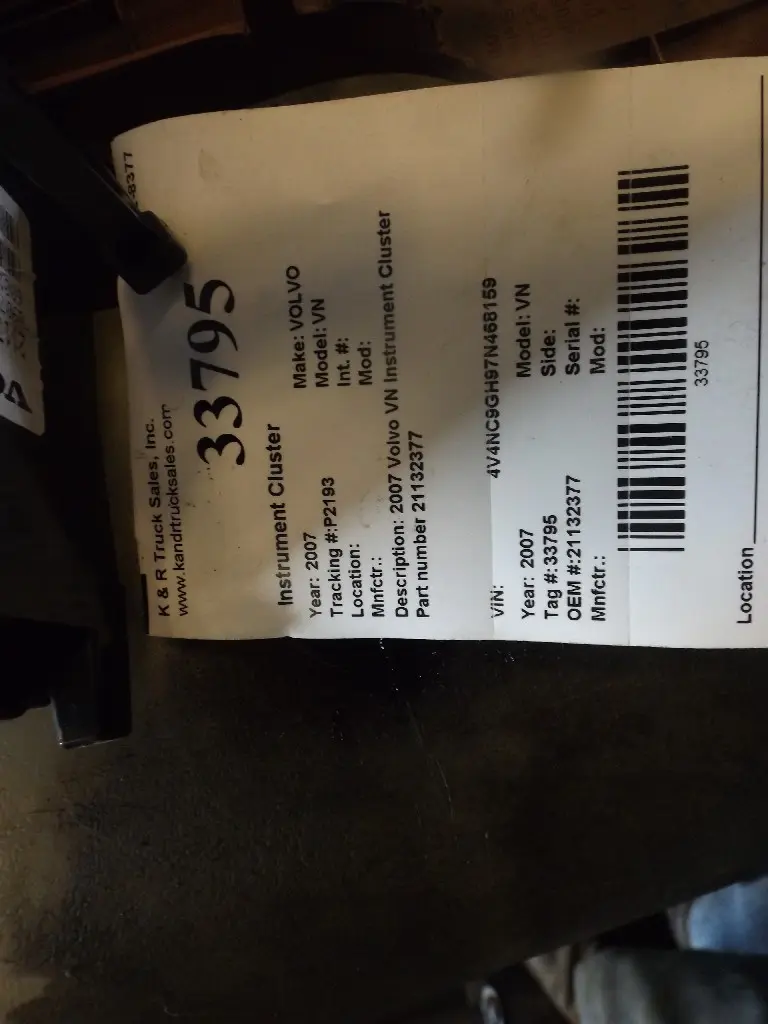 K & R Truck Sales, Inc.
www.kandrtrucksales.com
-8377
33795
Instrument Cluster
Year: 2007 Make: VOLVO
Tracking #:P2193 Model: VN
Location: Int. #:
Mnfctr.: Mod:
Description: 2007 Volvo VN Instrument Cluster
Part number 21132377
VIN: 4V4NC9GH97N468159
Year: 2007 Model: VN
Tag #:33795 Side:
OEM #:21132377 Serial #:
Mnfctr.: Mod:
33795
Location